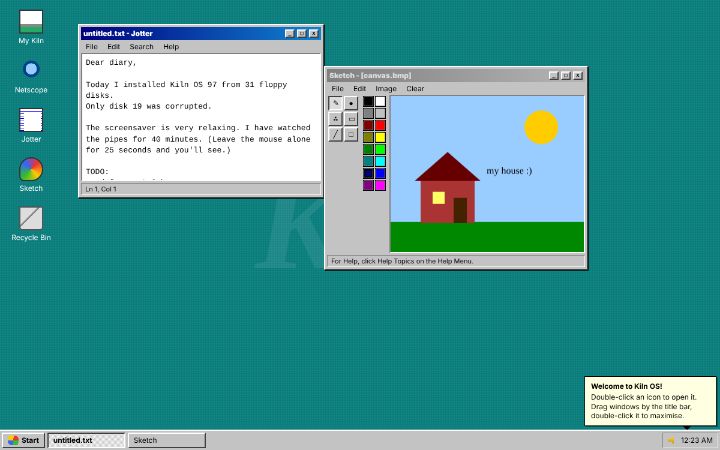 My Kiln
Netscape
Jotter
Sketch
Recycle Bin
untitled.txt - Jotter
File Edit Search Help
Dear diary,
Today I installed Kiln OS 97 from 31 floppy
disks.
Only disk 19 was corrupted.
The screensaver is very relaxing. I have watched
the pipes for 40 minutes. (Leave the mouse alone
for 25 seconds and you'll see.)
TODO:
Ln 1, Col 1
Sketch - [canvas.bmp]
File Edit Image Clear
my house :)
For Help, click Help Topics on the Help Menu.
K
Welcome to Kiln OS!
Double-click an icon to open it.
Drag windows by the title bar,
double-click it to maximise.
Start
untitled.txt
Sketch
12:23 AM